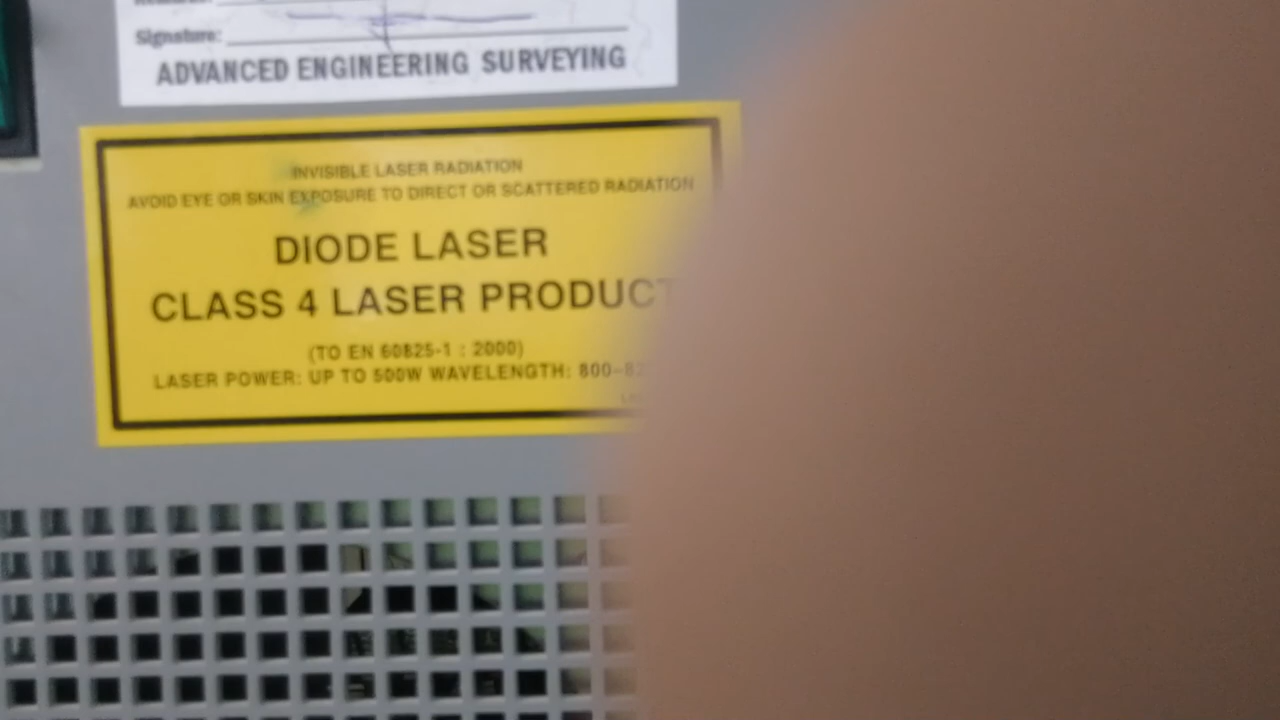 Signature:
ADVANCED ENGINEERING SURVEYING
INVISIBLE LASER RADIATION
AVOID EYE OR SKIN EXPOSURE TO DIRECT OR SCATTERED RADIATION
DIODE LASER
CLASS 4 LASER PRODUCT
(TO EN 60825-1 : 2000)
LASER POWER: UP TO 500W WAVELENGTH: